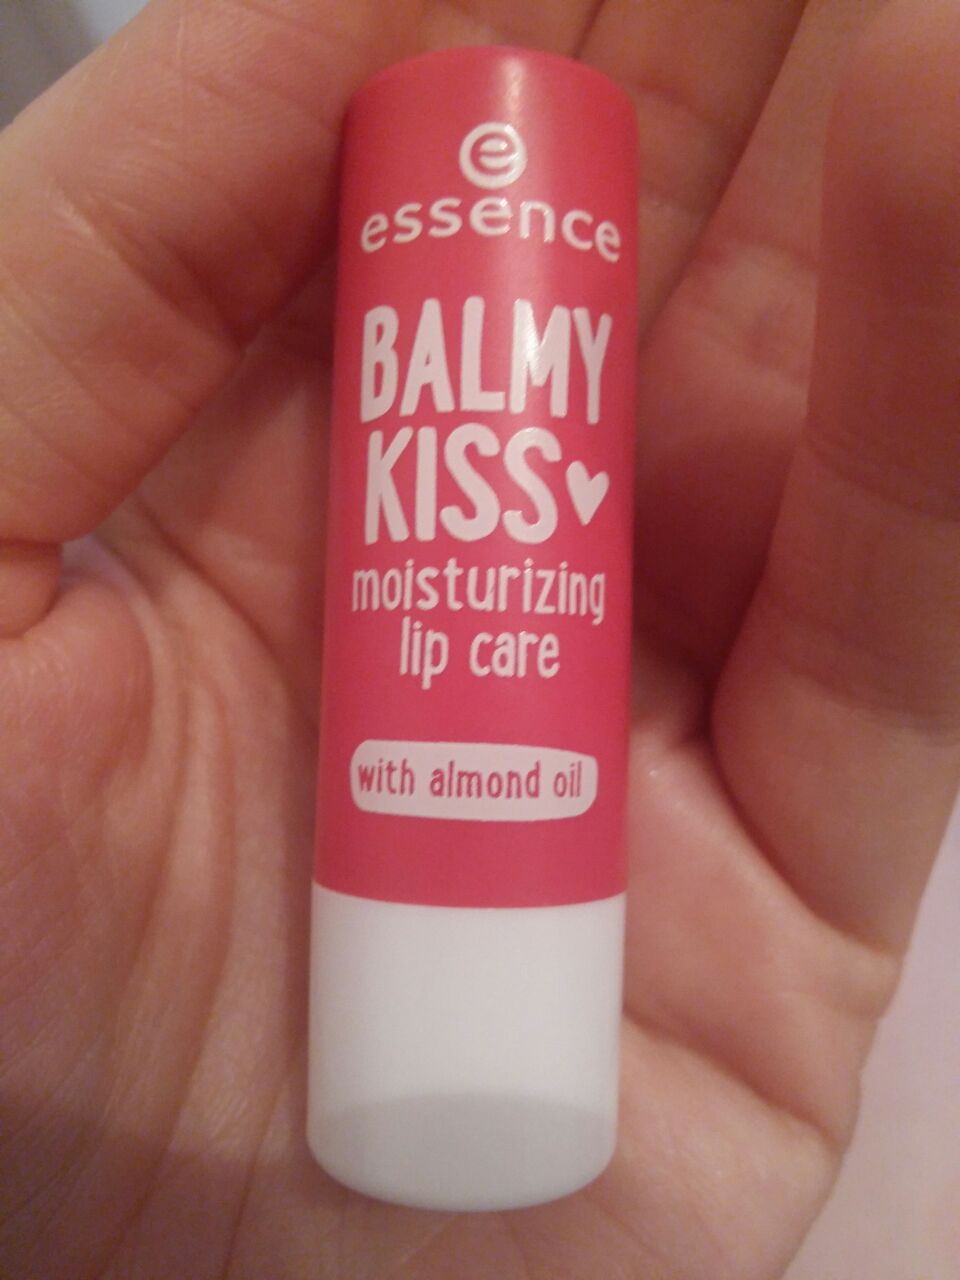 e
essence
BALMY
KISS♥
moisturizing
lip care
with almond oil